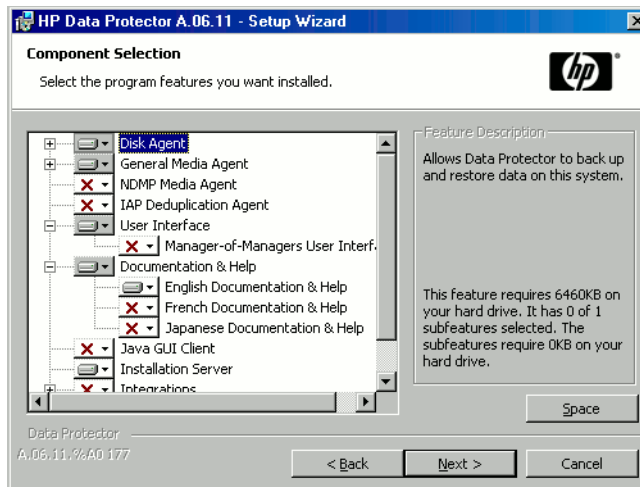 HP Data Protector A.06.11 - Setup Wizard
Component Selection
Select the program features you want installed.
hp
Disk Agent
General Media Agent
NDMP Media Agent
IAP Deduplication Agent
User Interface
Manager-of-Managers User Interf
Documentation & Help
English Documentation & Help
French Documentation & Help
Japanese Documentation & Help
Java GUI Client
Installation Server
Integrations
Feature Description
Allows Data Protector to back up
and restore data on this system.
This feature requires 6460KB on
your hard drive. It has 0 of 1
subfeatures selected. The
subfeatures require 0KB on your
hard drive.
Space
Data Protector
A.06.11.%A0 177
< Back
Next >
Cancel